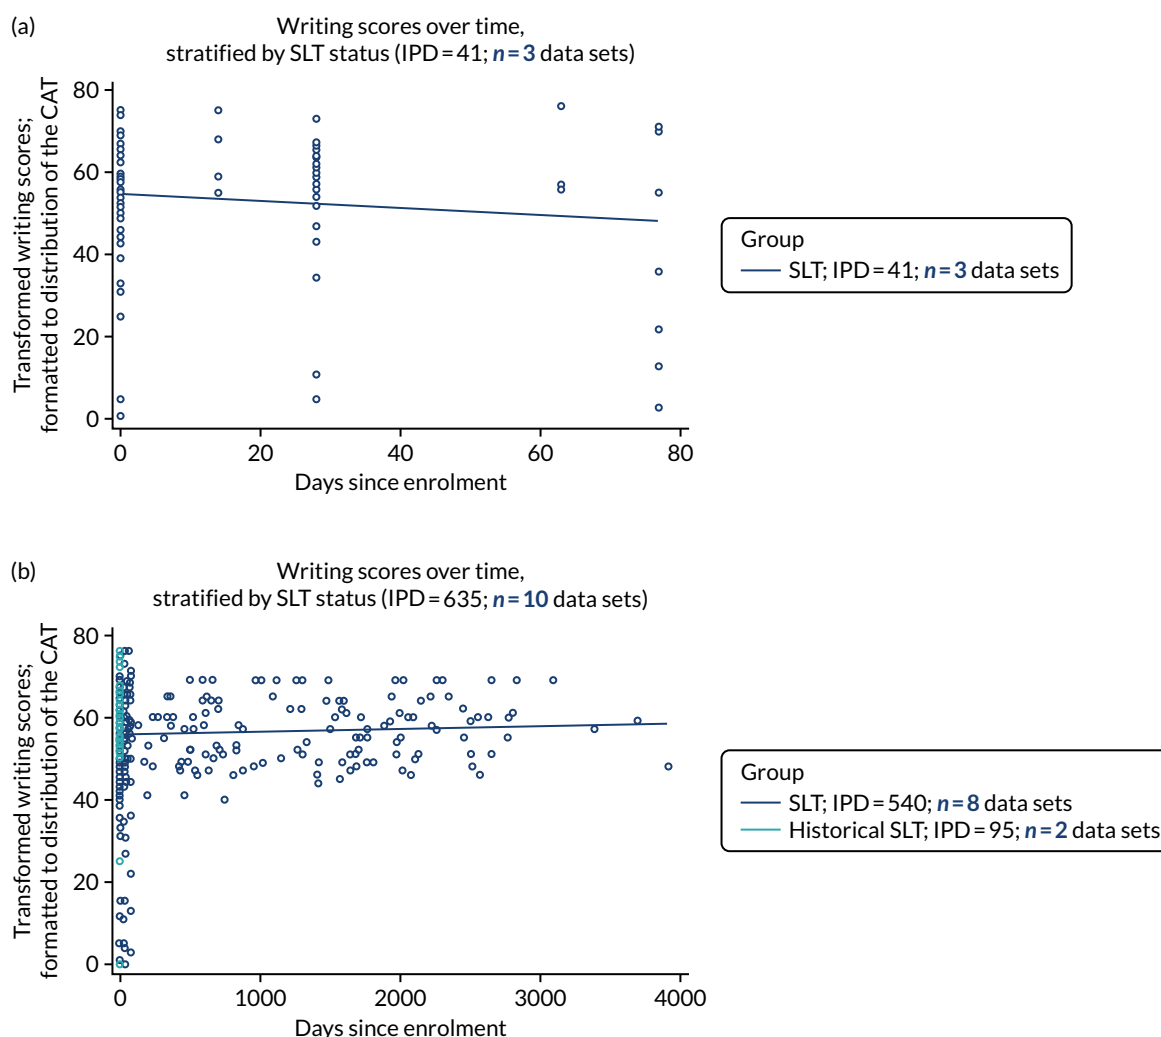 (a)
Writing scores over time,
stratified by SLT status (IPD = 41; n = 3 data sets)
Transformed writing scores;
formatted to distribution of the CAT
80
60
40
20
0
0 20 40 60 80
Days since enrolment
Group
SLT; IPD = 41; n = 3 data sets
(b)
Writing scores over time,
stratified by SLT status (IPD = 635; n = 10 data sets)
Transformed writing scores;
formatted to distribution of the CAT
80
60
40
20
0
0 1000 2000 3000 4000
Days since enrolment
Group
SLT; IPD = 540; n = 8 data sets
Historical SLT; IPD = 95; n = 2 data sets